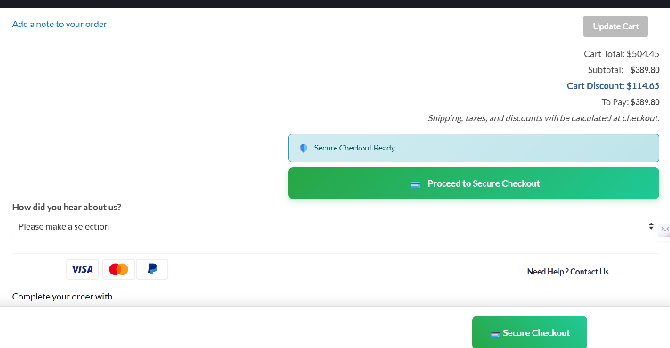 Add a note to your order
Update Cart
Cart Total: $504.45
Subtotal: $389.80
Cart Discount: $114.65
To Pay: $389.80
Shipping, taxes, and discounts will be calculated at checkout.
Secure Checkout Ready
Proceed to Secure Checkout
How did you hear about us?
Please make a selection
VISA
Need Help? Contact Us
Complete your order with
Secure Checkout